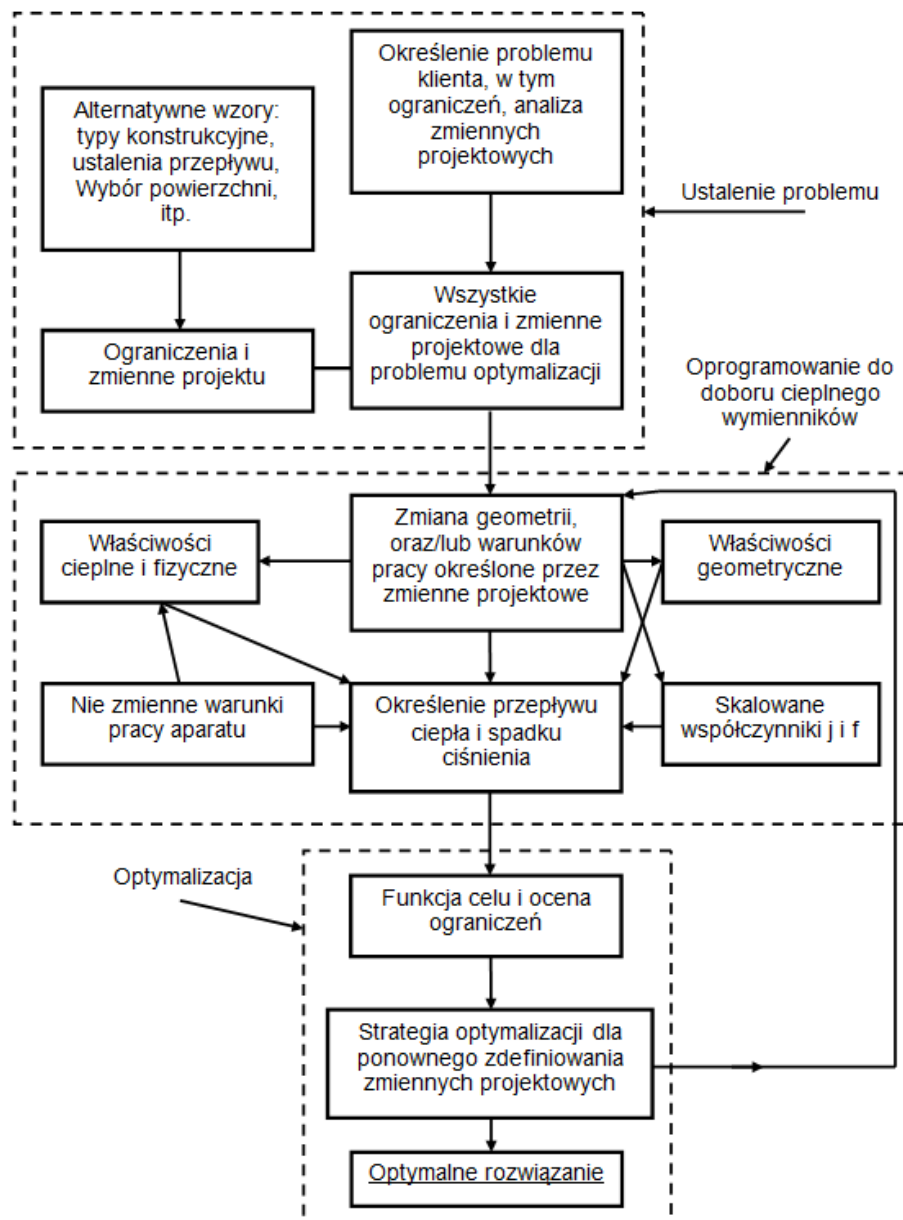 Określenie problemu
klienta, w tym
ograniczeń, analiza
zmiennych
projektowych
Alternatywne wzory:
typy konstrukcyjne,
ustalenia przepływu,
Wybór powierzchni,
itp.
Ustalenie problemu
Wszystkie
ograniczenia i zmienne
projektowe dla
problemu optymalizacji
Ograniczenia i
zmienne projektu
Oprogramowanie do
doboru cieplnego
wymienników
Zmiana geometrii,
oraz/lub warunków
pracy określone przez
zmienne projektowe
Właściwości
cieplne i fizyczne
Właściwości
geometryczne
Nie zmienne warunki
pracy aparatu
Określenie przepływu
ciepła i spadku
ciśnienia
Skalowane
współczynniki j i f
Optymalizacja
Funkcja celu i ocena
ograniczeń
Strategia optymalizacji dla
ponownego zdefiniowania
zmiennych projektowych
Optymalne rozwiązanie